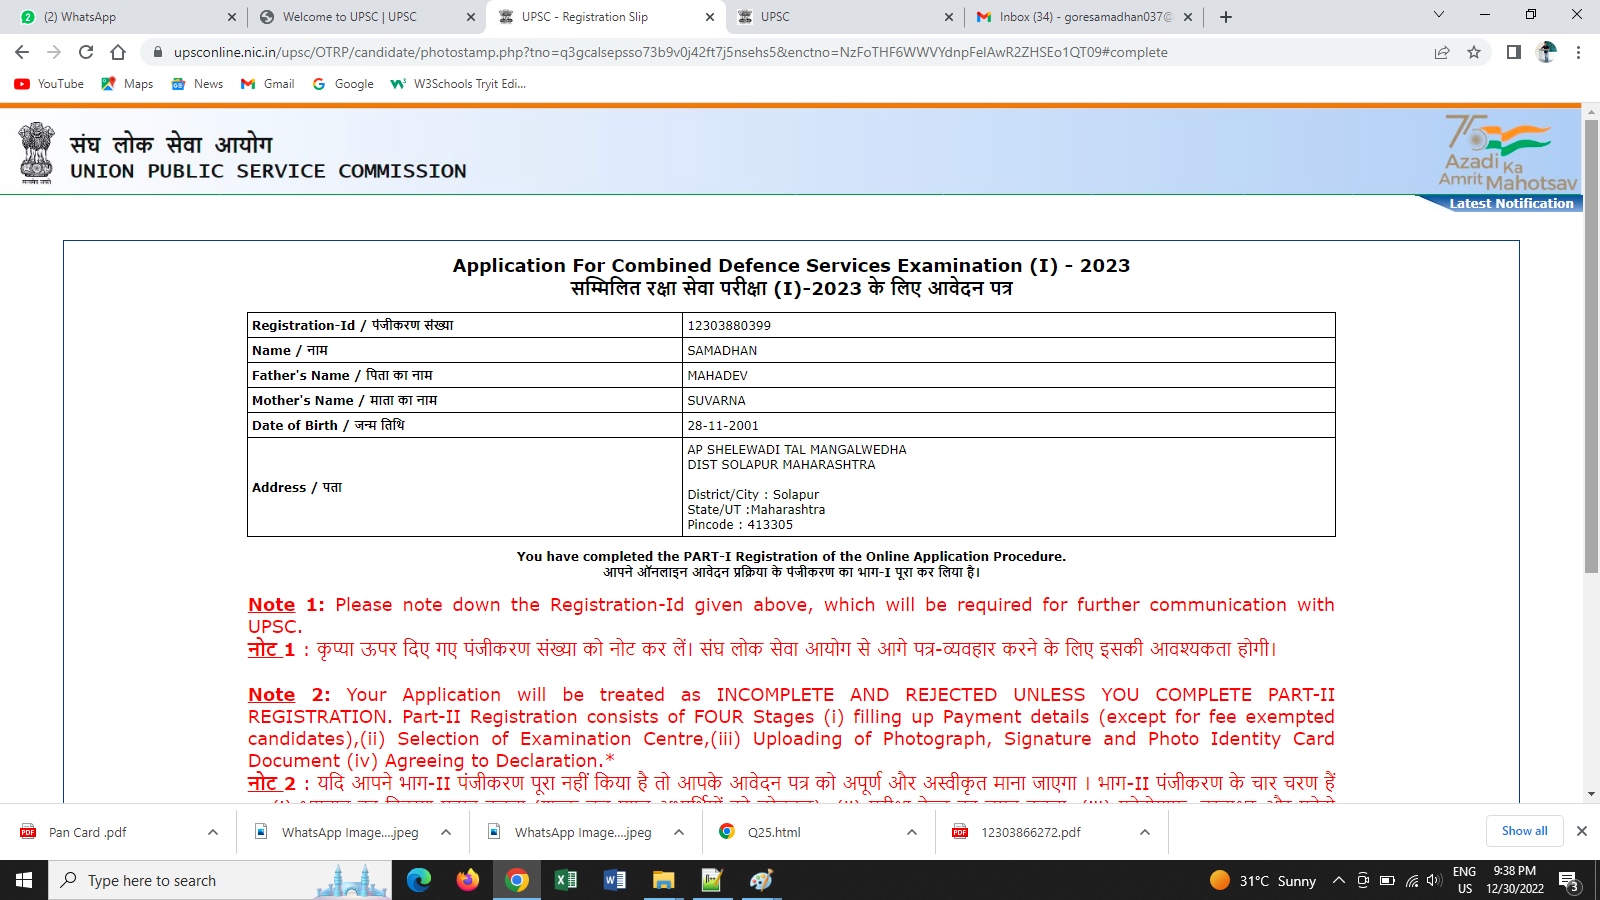 (2) WhatsApp
Welcome to UPSC | UPSC
UPSC - Registration Slip
UPSC
Inbox (34) - goresamadhan037@
upsconline.nic.in/upsc/OTRP/candidate/photostamp.php?tno=q3gcalsepsso73b9v0j42ft7j5nsehs5&enctno=NzFoTHF6WWVYdnpFelAwR2ZHSEo1QT09#complete
YouTube
Maps
News
Gmail
Google
W3Schools Tryit Edi...
संघ लोक सेवा आयोग
UNION PUBLIC SERVICE COMMISSION
75
Azadi Ka
Amrit Mahotsav
Latest Notification
Application For Combined Defence Services Examination (I) - 2023
सम्मिलित रक्षा सेवा परीक्षा (I)-2023 के लिए आवेदन पत्र
Registration-Id / पंजीकरण संख्या 12303880399
Name / नाम SAMADHAN
Father's Name / पिता का नाम MAHADEV
Mother's Name / माता का नाम SUVARNA
Date of Birth / जन्म तिथि 28-11-2001
Address / पता
AP SHELEWADI TAL MANGALWEDHA
DIST SOLAPUR MAHARASHTRA
District/City : Solapur
State/UT :Maharashtra
Pincode : 413305
You have completed the PART-I Registration of the Online Application Procedure.
आपने ऑनलाइन आवेदन प्रक्रिया के पंजीकरण का भाग-I पूरा कर लिया है।
Note 1: Please note down the Registration-Id given above, which will be required for further communication with
UPSC.
नोट 1 : कृप्या ऊपर दिए गए पंजीकरण संख्या को नोट कर लें। संघ लोक सेवा आयोग से आगे पत्र-व्यवहार करने के लिए इसकी आवश्यकता होगी।
Note 2: Your Application will be treated as INCOMPLETE AND REJECTED UNLESS YOU COMPLETE PART-II
REGISTRATION. Part-II Registration consists of FOUR Stages (i) filling up Payment details (except for fee exempted
candidates),(ii) Selection of Examination Centre,(iii) Uploading of Photograph, Signature and Photo Identity Card
Document (iv) Agreeing to Declaration.*
नोट 2 : यदि आपने भाग-II पंजीकरण पूरा नहीं किया है तो आपके आवेदन पत्र को अपूर्ण और अस्वीकृत माना जाएगा । भाग-II पंजीकरण के चार चरण हैं
Pan Card .pdf
WhatsApp Image....jpeg
WhatsApp Image....jpeg
Q25.html
12303866272.pdf
Show all
Type here to search
31°C Sunny
ENG
US
9:38 PM
12/30/2022
3